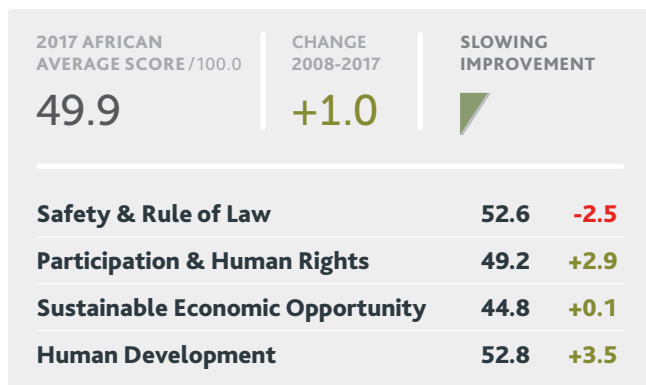 2017 AFRICAN
AVERAGE SCORE/100.0
49.9
CHANGE
2008-2017
+1.0
SLOWING
IMPROVEMENT
Safety & Rule of Law 52.6 -2.5
Participation & Human Rights 49.2 +2.9
Sustainable Economic Opportunity 44.8 +0.1
Human Development 52.8 +3.5